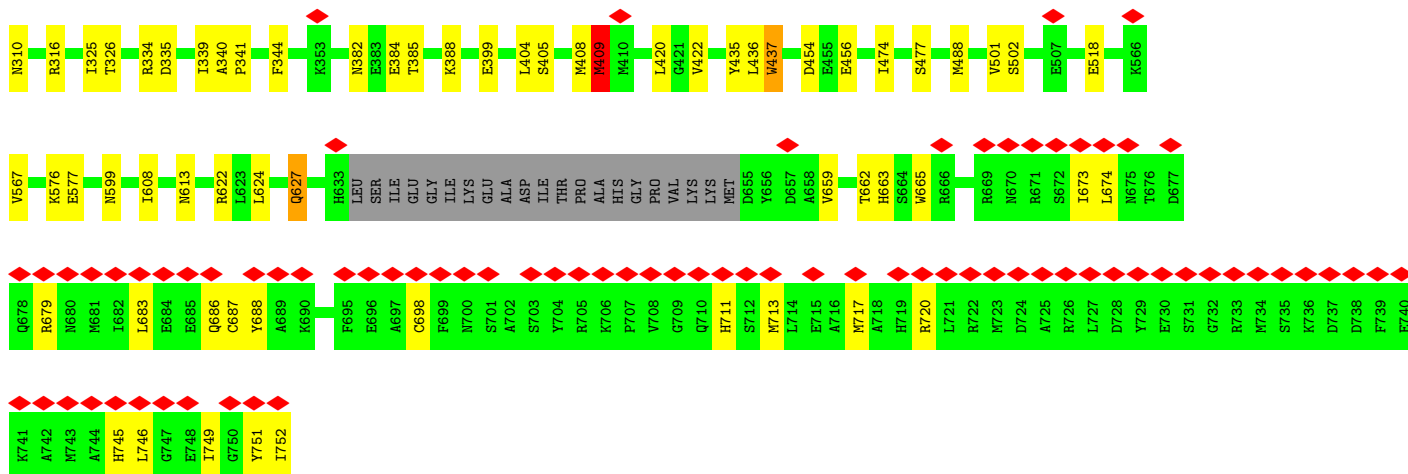 N310 R316 I325 T326 R334 D335 I339 A340 P341 F344 K353 N382 E383 E384 T385 K388 E399 L404 S405 M408 M409 M410 L420 G421 V422 Y435 L436 W437 D454 E455 E456 I474 S477 M488 V501 S502 E507 E518 K566
V567 K576 E577 N599 I608 N613 R622 L623 L624 Q627 H633 LEU SER ILE GLU GLY ILE LYS GLU ALA ASP ILE THR PRO ALA HIS GLY PRO VAL LYS LYS MET D655 Y656 D657 A658 V659 T662 H663 S664 W665 R666 R669 N670 R671 S672 I673 L674 N675 T676 D677
Q678 R679 N680 M681 I682 L683 E684 E685 Q686 C687 Y688 A689 K690 F695 E696 A697 C698 F699 N700 S701 A702 S703 Y704 R705 K706 P707 V708 G709 Q710 H711 S712 M713 L714 E715 A716 M717 A718 H719 R720 L721 R722 M723 D724 A725 R726 L727 D728 Y729 E730 S731 G732 R733 M734 S735 K736 D737 D738 F739 E740
K741 A742 M743 A744 H745 L746 G747 E748 I749 G750 Y751 I752